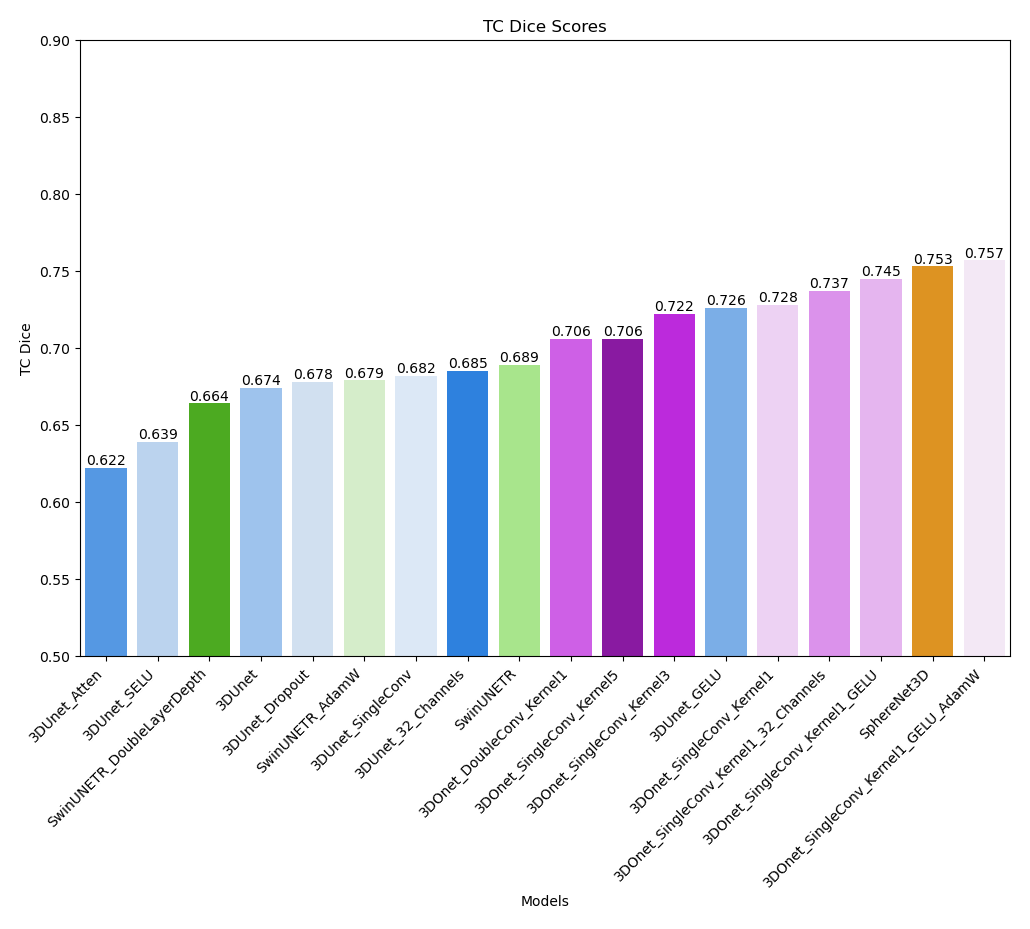 TC Dice Scores
0.90
0.85
0.80
0.75
0.70
0.65
0.60
0.55
0.50
TC Dice
0.622
0.639
0.664
0.674
0.678
0.679
0.682
0.685
0.689
0.706
0.706
0.722
0.726
0.728
0.737
0.745
0.753
0.757
3DUnet_Atten
3DUnet_SELU
SwinUNETR_DoubleLayerDepth
3DUnet
3DUnet_Dropout
SwinUNETR_AdamW
3DUnet_SingleConv
3DUnet_32_Channels
SwinUNETR
3DOnet_DoubleConv_Kernel1
3DOnet_SingleConv_Kernel5
3DOnet_SingleConv_Kernel3
3DUnet_GELU
3DOnet_SingleConv_Kernel1
3DOnet_SingleConv_Kernel1_32_Channels
3DOnet_SingleConv_Kernel1_GELU
SphereNet3D
3DOnet_SingleConv_Kernel1_GELU_AdamW
Models